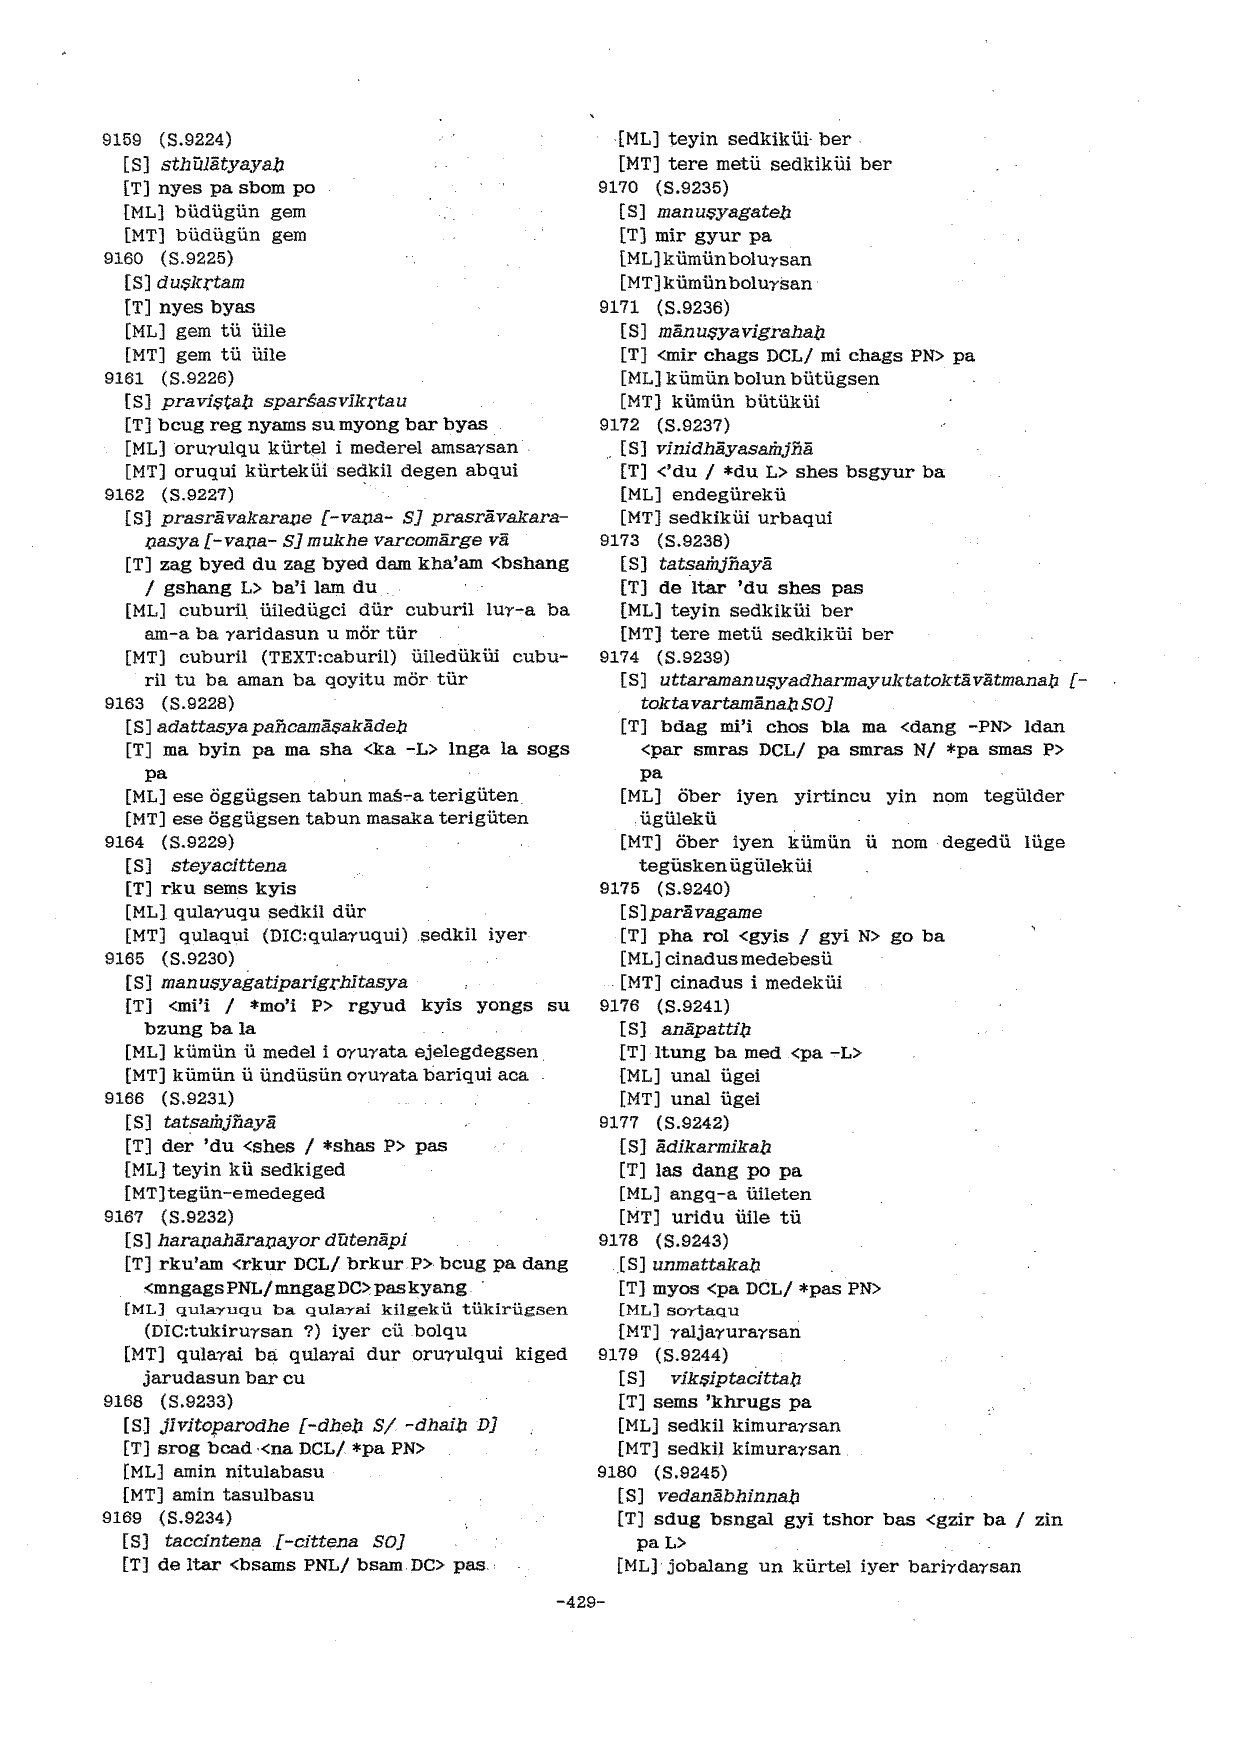 9159 (S.9224)
[S] sthūlātyayaḥ
[T] nyes pa sbom po
[ML] büdügün gem
[MT] büdügün gem
9160 (S.9225)
[S] duṣkṛtam
[T] nyes byas
[ML] gem tü üile
[MT] gem tü üile
9161 (S.9226)
[S] praviṣṭaḥ sparśasvikṛtau
[T] bcug reg nyams su myong bar byas
[ML] oruγulqu kürtel i mederel amsaγsan
[MT] oruqui kürteküi sedkil degen abqui
9162 (S.9227)
[S] prasrāvakaraṇe [-vaṇa- S] prasrāvakara-
ṇasya [-vaṇa- S] mukhe varcomārge vā
[T] zag byed du zag byed dam kha'am <bshang
/ gshang L> ba'i lam du
[ML] cuburil üiledügci dür cuburil luγ-a ba
am-a ba γaridasun u mör tür
[MT] cuburil (TEXT:caburil) üiledüküi cubu-
ril tu ba aman ba qoyitu mör tür
9163 (S.9228)
[S] adattasya pañcamāṣakādeḥ
[T] ma byin pa ma sha <ka -L> lnga la sogs
pa
[ML] ese öggügsen tabun maś-a terigüten
[MT] ese öggügsen tabun masaka terigüten
9164 (S.9229)
[S] steyacittena
[T] rku sems kyis
[ML] qulaγuqu sedkil dür
[MT] qulaqui (DIC:qulaγuqui) sedkil iyer
9165 (S.9230)
[S] manuṣyagatiparigṛhītasya
[T] <mi'i / *mo'i P> rgyud kyis yongs su
bzung ba la
[ML] kümün ü medel i oγuγata ejelegdegsen
[MT] kümün ü ündüsün oγuγata bariqui aca
9166 (S.9231)
[S] tatsaṁjñayā
[T] der 'du <shes / *shas P> pas
[ML] teyin kü sedkiged
[MT]tegün-emedeged
9167 (S.9232)
[S] haraṇahāraṇayor dūtenāpi
[T] rku'am <rkur DCL/ brkur P> bcug pa dang
<mngagsPNL/mngagDC>paskyang
[ML] qulaγuqu ba qulaγai kilgekü tükirügsen
(DIC:tukiruγsan ?) iyer cü bolqu
[MT] qulaγai ba qulaγai dur oruγulqui kiged
jarudasun bar cu
9168 (S.9233)
[S] jīvitoparodhe [-dheḥ S/ -dhaiḥ D]
[T] srog bcad <na DCL/ *pa PN>
[ML] amin nitulabasu
[MT] amin tasulbasu
9169 (S.9234)
[S] taccintena [-cittena SO]
[T] de ltar <bsams PNL/ bsam DC> pas
[ML] teyin sedkiküi ber
[MT] tere metü sedkiküi ber
9170 (S.9235)
[S] manuṣyagateḥ
[T] mir gyur pa
[ML]kümünboluγsan
[MT]kümünboluγsan
9171 (S.9236)
[S] mānuṣyavigrahaḥ
[T] <mir chags DCL/ mi chags PN> pa
[ML] kümün bolun bütügsen
[MT] kümün bütüküi
9172 (S.9237)
[S] vinidhāyasaṁjñā
[T] <'du / *du L> shes bsgyur ba
[ML] endegürekü
[MT] sedkiküi urbaqui
9173 (S.9238)
[S] tatsaṁjñayā
[T] de ltar 'du shes pas
[ML] teyin sedkiküi ber
[MT] tere metü sedkiküi ber
9174 (S.9239)
[S] uttaramanuṣyadharmayuktatoktāvātmanaḥ [-
toktavartamānaḥ SO]
[T] bdag mi'i chos bla ma <dang -PN> ldan
<par smras DCL/ pa smras N/ *pa smas P>
pa
[ML] öber iyen yirtincu yin nom tegülder
ügülekü
[MT] öber iyen kümün ü nom degedü lüge
tegüskenügüleküi
9175 (S.9240)
[S]parāvagame
[T] pha rol <gyis / gyi N> go ba
[ML]cinadusmedebesü
[MT] cinadus i medeküi
9176 (S.9241)
[S] anāpattiḥ
[T] ltung ba med <pa -L>
[ML] unal ügei
[MT] unal ügei
9177 (S.9242)
[S] ādikarmikaḥ
[T] las dang po pa
[ML] angq-a üileten
[MT] uridu üile tü
9178 (S.9243)
[S] unmattakaḥ
[T] myos <pa DCL/ *pas PN>
[ML] soγtaqu
[MT] γaljaγuraγsan
9179 (S.9244)
[S] vikṣiptacittaḥ
[T] sems 'khrugs pa
[ML] sedkil kimuraγsan
[MT] sedkil kimuraγsan
9180 (S.9245)
[S] vedanābhinnaḥ
[T] sdug bsngal gyi tshor bas <gzir ba / zin
pa L>
[ML] jobalang un kürtel iyer bariγdaγsan
-429-